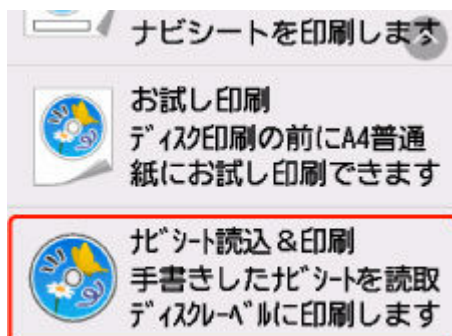 ナビシートを印刷します
お試し印刷
ﾃﾞｨｽｸ印刷の前にA4普通
紙にお試し印刷できます
ﾅﾋﾞｼｰﾄ読込＆印刷
手書きしたﾅﾋﾞｼｰﾄを読取
ﾃﾞｨｽｸﾚｰﾍﾞﾙに印刷します